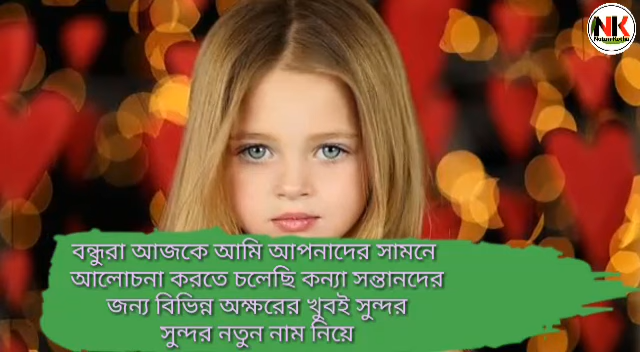 NK
NutunKotha
বন্ধুরা আজকে আমি আপনাদের সামনে
আলোচনা করতে চলেছি কন্যা সন্তানদের
জন্য বিভিন্ন অক্ষরের খুবই সুন্দর
সুন্দর নতুন নাম নিয়ে